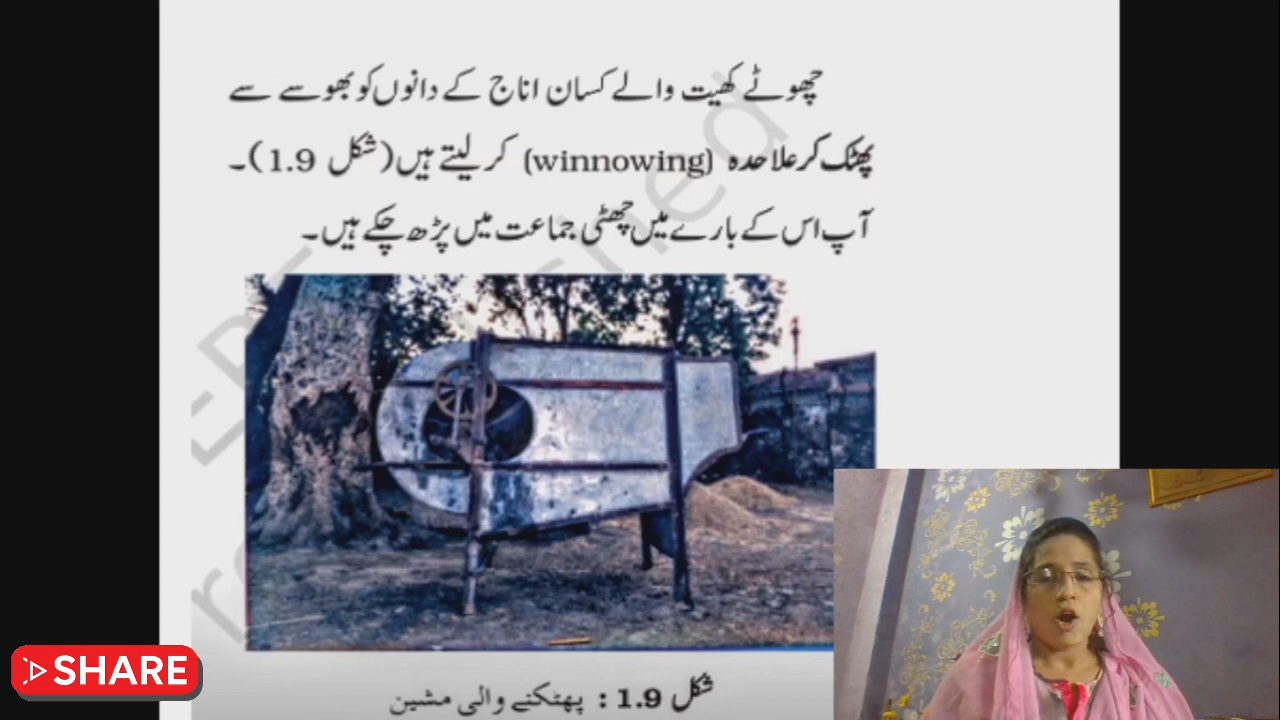 چھوٹے کھیت والے کسان اناج کے دانوں کو بھوسے سے
پھٹک کر علاحدہ (winnowing) کر لیتے ہیں (شکل 1.9)۔
آپ اس کے بارے میں چھٹی جماعت میں پڑھ چکے ہیں۔
شکل 1.9 : پھٹکنے والی مشین
SHARE